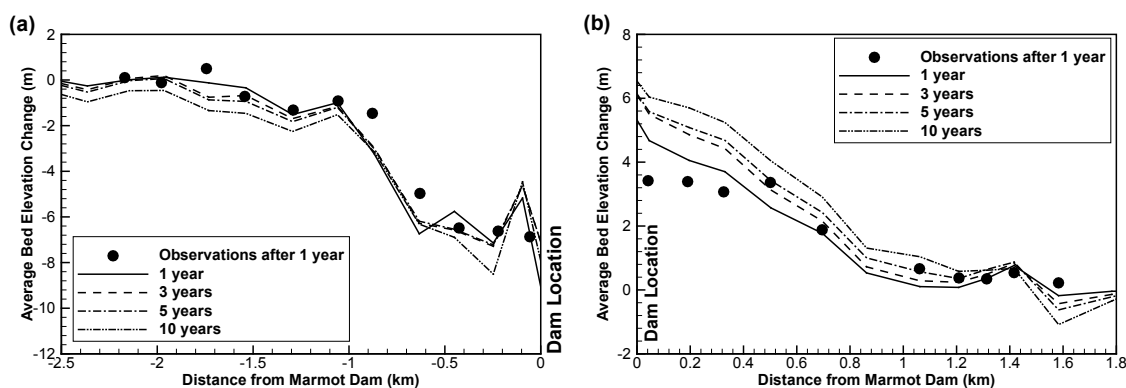 (a)
Average Bed Elevation Change (m)
2
0
-2
-4
-6
-8
-10
-12
Observations after 1 year
1 year
3 years
5 years
10 years
Dam Location
-2.5
-2
-1.5
-1
-0.5
0
Distance from Marmot Dam (km)
(b)
Average Bed Elevation Change (m)
8
6
4
2
0
-2
Observations after 1 year
1 year
3 years
5 years
10 years
Dam Location
0
0.2
0.4
0.6
0.8
1
1.2
1.4
1.6
1.8
Distance from Marmot Dam (km)